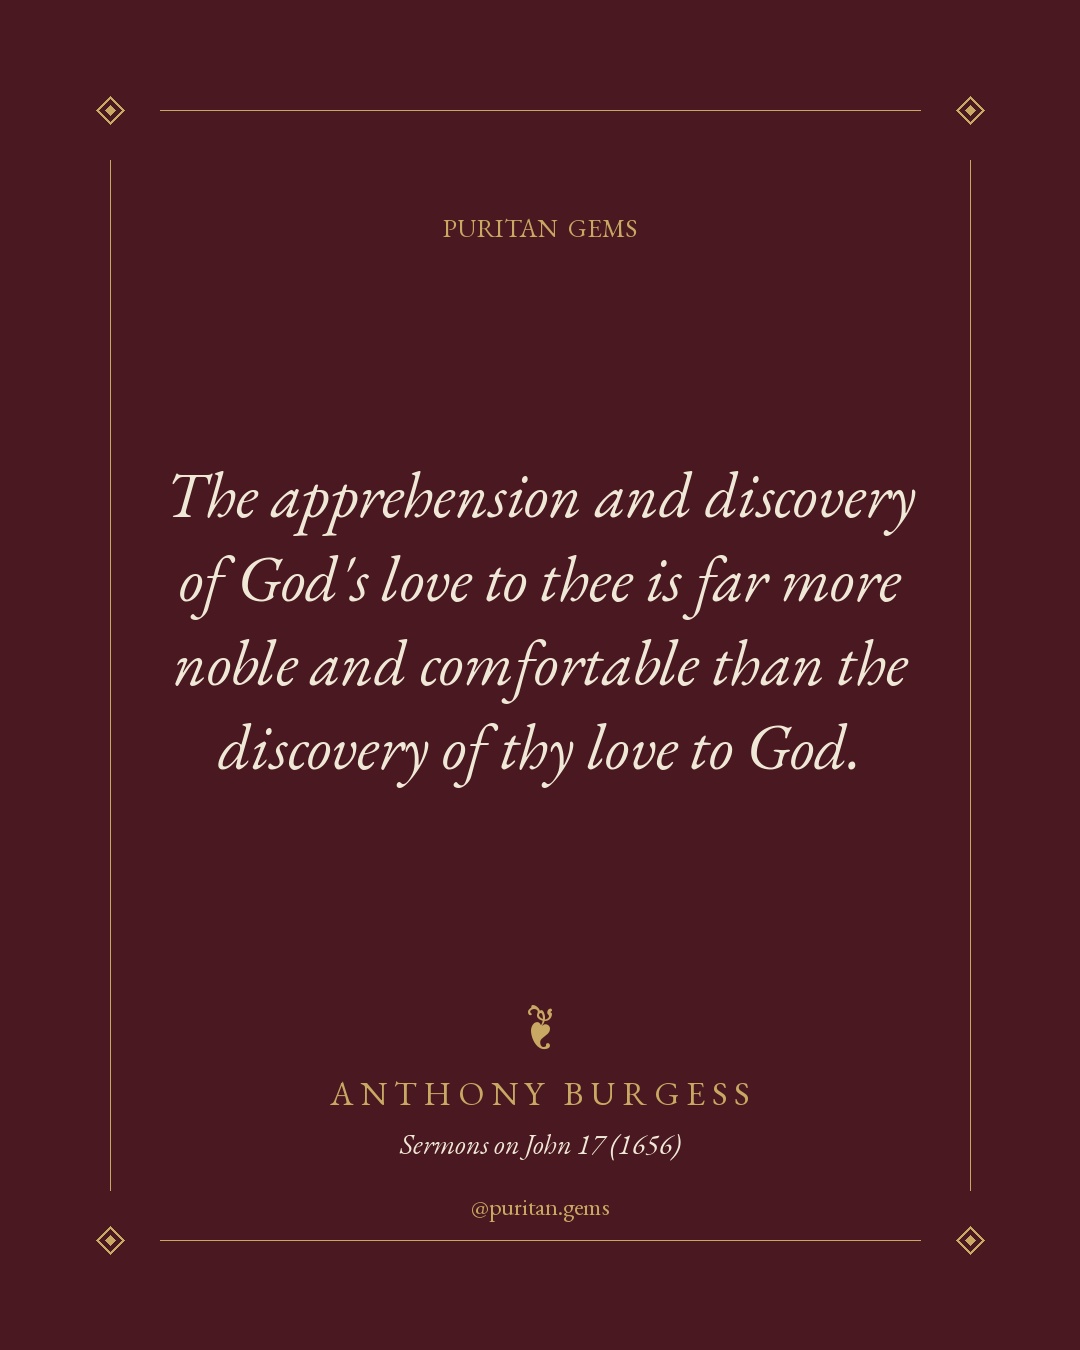 PURITAN GEMS
The apprehension and discovery
of God's love to thee is far more
noble and comfortable than the
discovery of thy love to God.
ANTHONY BURGESS
Sermons on John 17 (1656)
@puritan.gems